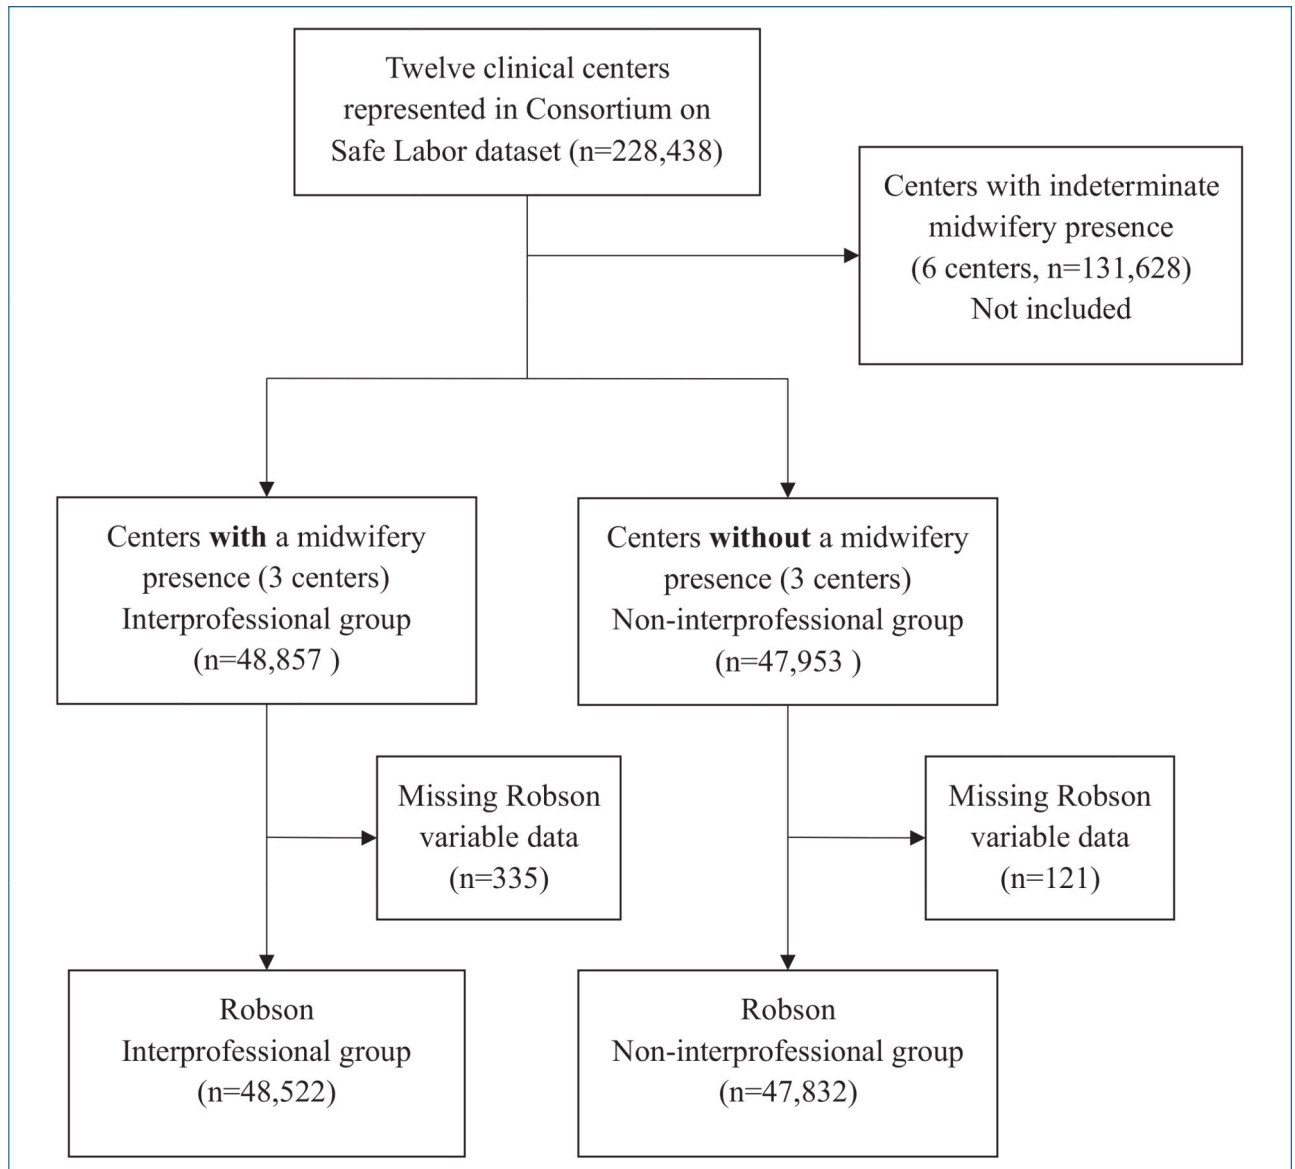 Twelve clinical centers
represented in Consortium on
Safe Labor dataset (n=228,438)
Centers with indeterminate
midwifery presence
(6 centers, n=131,628)
Not included
Centers with a midwifery
presence (3 centers)
Interprofessional group
(n=48,857 )
Centers without a midwifery
presence (3 centers)
Non-interprofessional group
(n=47,953 )
Missing Robson
variable data
(n=335)
Missing Robson
variable data
(n=121)
Robson
Interprofessional group
(n=48,522)
Robson
Non-interprofessional group
(n=47,832)